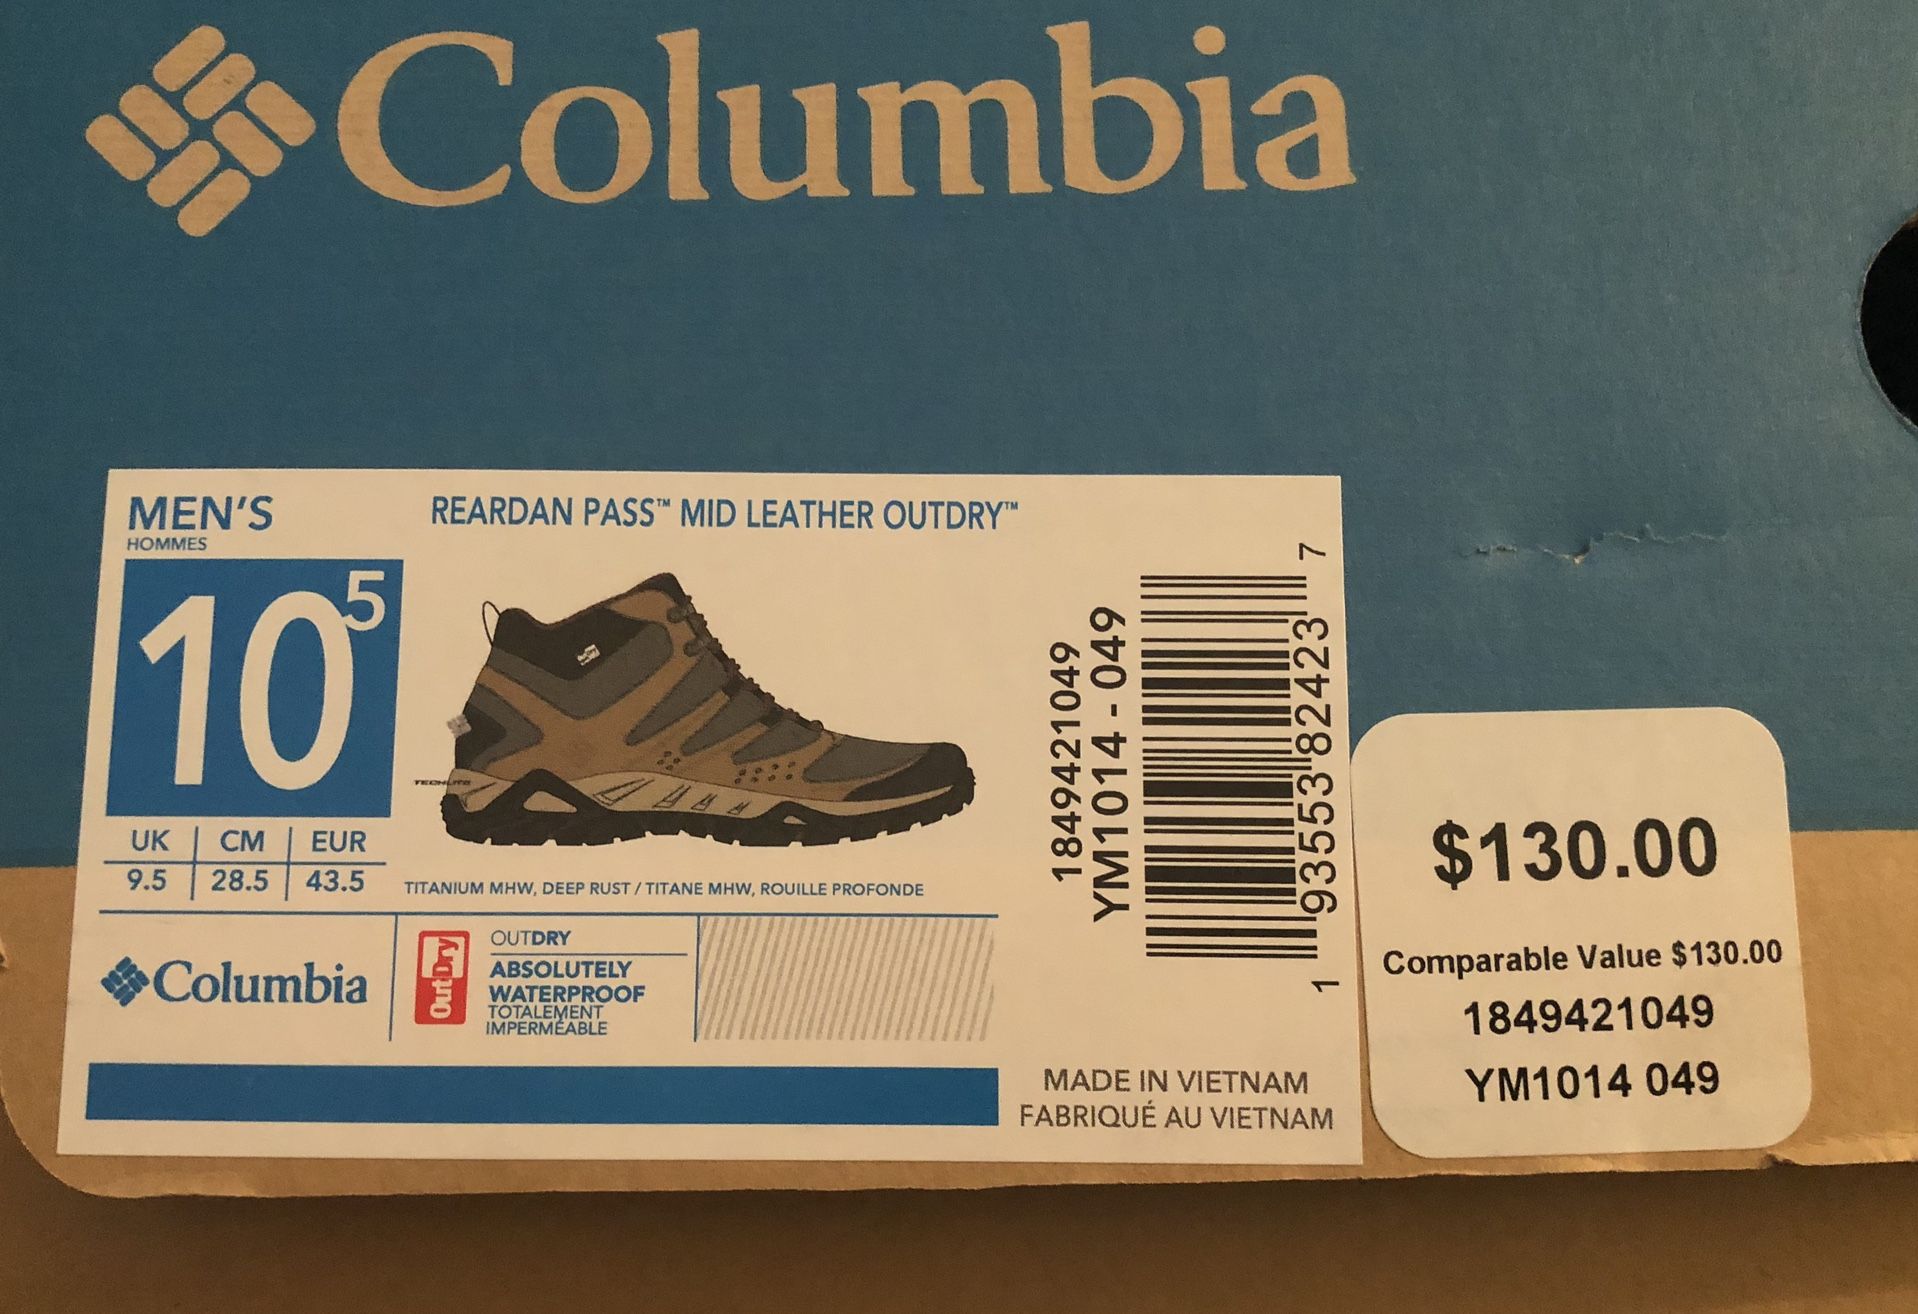 Columbia
MEN'S
HOMMES
10⁵
UK CM EUR
9.5 28.5 43.5
REARDAN PASS™ MID LEATHER OUTDRY™
TECHLITE
TITANIUM MHW, DEEP RUST / TITANE MHW, ROUILLE PROFONDE
Columbia
OutDry
OUTDRY
ABSOLUTELY
WATERPROOF
TOTALEMENT
IMPERMÉABLE
1849421049
YM1014 - 049
1 93553 82423 7
MADE IN VIETNAM
FABRIQUÉ AU VIETNAM
$130.00
Comparable Value $130.00
1849421049
YM1014 049